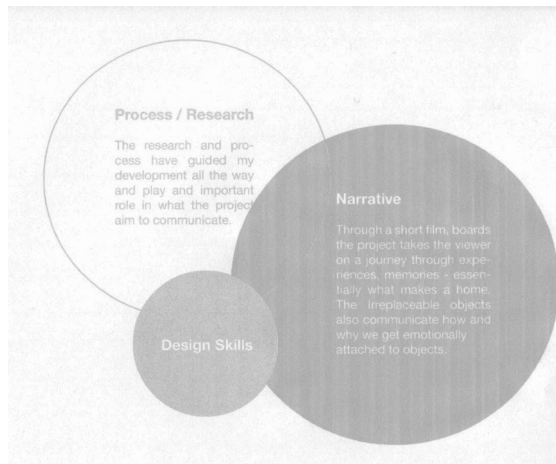 Process / Research
The research and pro-
cess have guided my
development all the way
and play and important
role in what the project
aim to communicate.
Narrative
Through a short film, boards
the project takes the viewer
on a journey through expe-
riences, memories - essen-
tially what makes a home.
The Irreplaceable objects
also communicate how and
why we get emotionally
attached to objects.
Design Skills